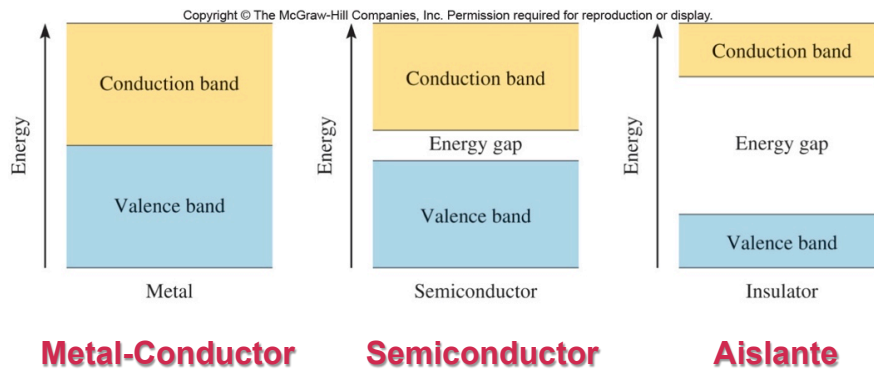 Copyright © The McGraw-Hill Companies, Inc. Permission required for reproduction or display.
Energy
Conduction band
Valence band
Metal
Energy
Conduction band
Energy gap
Valence band
Semiconductor
Energy
Conduction band
Energy gap
Valence band
Insulator
Metal-Conductor
Semiconductor
Aislante